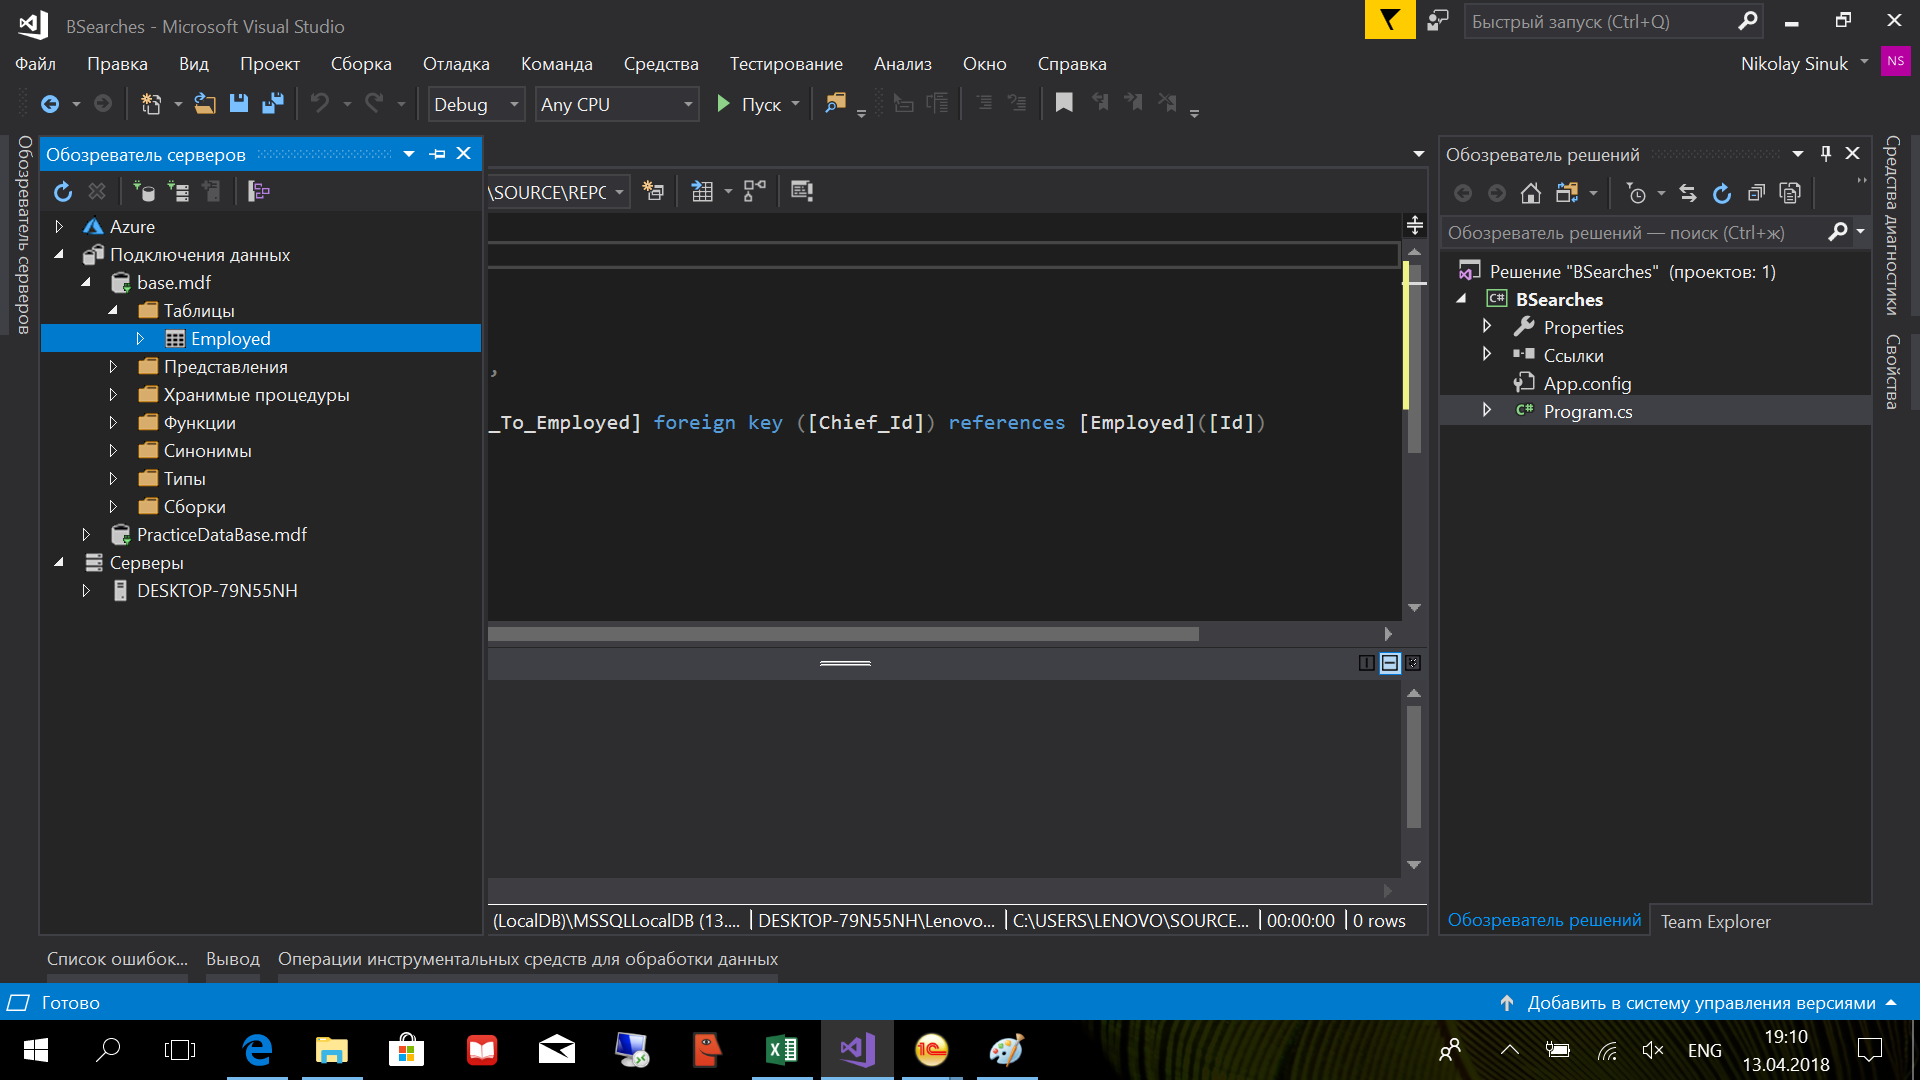 BSearches - Microsoft Visual Studio
Быстрый запуск (Ctrl+Q)
Файл Правка Вид Проект Сборка Отладка Команда Средства Тестирование Анализ Окно Справка
Nikolay Sinuk
NS
Debug
Any CPU
Пуск
Обозреватель серверов
Обозреватель серверов
Azure
Подключения данных
base.mdf
Таблицы
Employed
Представления
Хранимые процедуры
Функции
Синонимы
Типы
Сборки
PracticeDataBase.mdf
Серверы
DESKTOP-79N55NH
\SOURCE\REPO
,
_To_Employed] foreign key ([Chief_Id]) references [Employed]([Id])
(LocalDB)\MSSQLLocalDB (13.... DESKTOP-79N55NH\Lenovo... C:\USERS\LENOVO\SOURCE... 00:00:00 0 rows
Обозреватель решений
Обозреватель решений — поиск (Ctrl+ж)
Решение "BSearches" (проектов: 1)
C# BSearches
Properties
Ссылки
App.config
C# Program.cs
Обозреватель решений Team Explorer
Средства диагностики
Свойства
Список ошибок... Вывод Операции инструментальных средств для обработки данных
Готово
Добавить в систему управления версиями
1C
ENG
19:10
13.04.2018